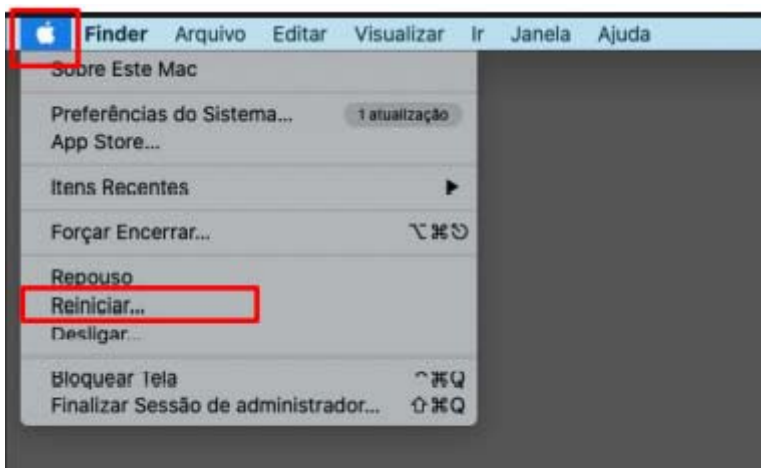 Finder Arquivo Editar Visualizar Ir Janela Ajuda
Sobre Este Mac
Preferências do Sistema... 1 atualização
App Store...
Itens Recentes ▶
Forçar Encerrar... ⌥⌘⎋
Repouso
Reiniciar...
Desligar...
Bloquear Tela ⌃⌘Q
Finalizar Sessão de administrador... ⇧⌘Q